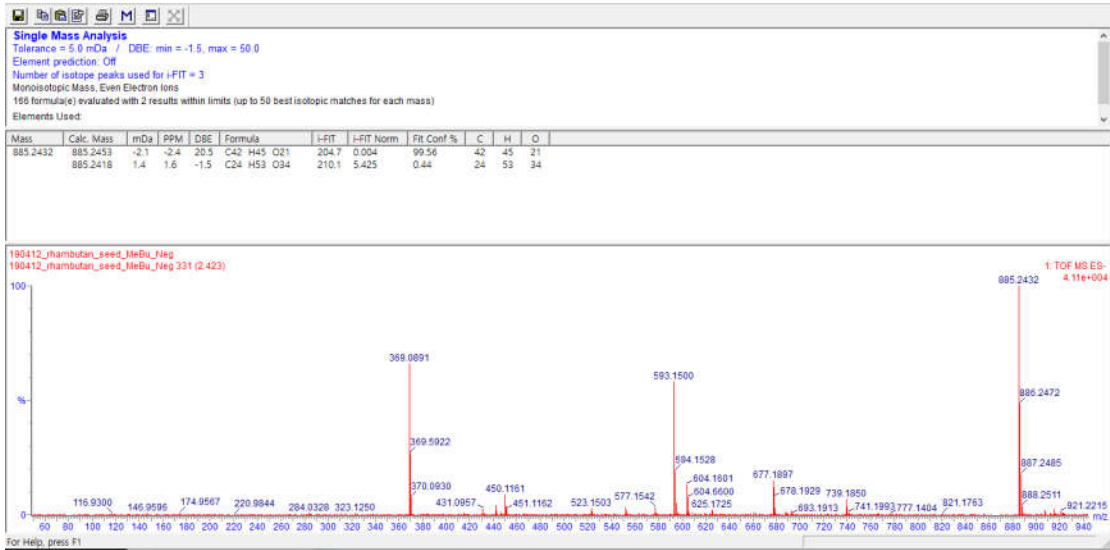 M
Single Mass Analysis
Tolerance = 5.0 mDa / DBE: min = -1.5, max = 50.0
Element prediction: Off
Number of isotope peaks used for i-FIT = 3
Monoisotopic Mass, Even Electron Ions
166 formula(e) evaluated with 2 results within limits (up to 50 best isotopic matches for each mass)
Elements Used:
Mass Calc. Mass mDa PPM DBE Formula i-FIT i-FIT Norm Fit Conf % C H O
885.2432 885.2453 -2.1 -2.4 20.5 C42 H45 O21 204.7 0.004 99.56 42 45 21
885.2418 1.4 1.6 -1.5 C24 H53 O34 210.1 5.425 0.44 24 53 34
190412_rhambutan_seed_MeBu_Neg
190412_rhambutan_seed_MeBu_Neg 331 (2.423)
1: TOF MS ES-
4.11e+004
100
885.2432
369.0891
593.1500
%
886.2472
369.5922
594.1528
887.2485
370.0930
450.1161
604.1601
677.1897
604.6600
678.1929
888.2511
116.9300
146.9596
174.9567
220.9844
284.0328
323.1250
431.0957
451.1162
523.1503
577.1542
625.1725
693.1913
739.1850
741.1993
777.1404
821.1763
921.2215
0
m/z
60 80 100 120 140 160 180 200 220 240 260 280 300 320 340 360 380 400 420 440 460 480 500 520 540 560 580 600 620 640 660 680 700 720 740 760 780 800 820 840 860 880 900 920 940
For Help, press F1